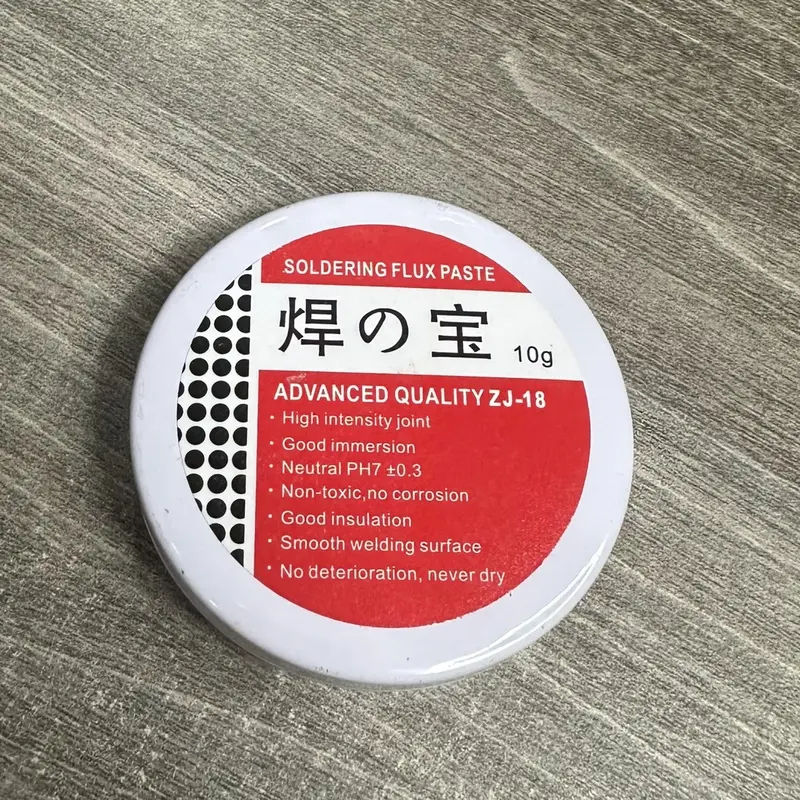 SOLDERING FLUX PASTE
焊の宝 10g
ADVANCED QUALITY ZJ-18
· High intensity joint
· Good immersion
· Neutral PH7 ±0.3
· Non-toxic,no corrosion
· Good insulation
· Smooth welding surface
· No deterioration, never dry